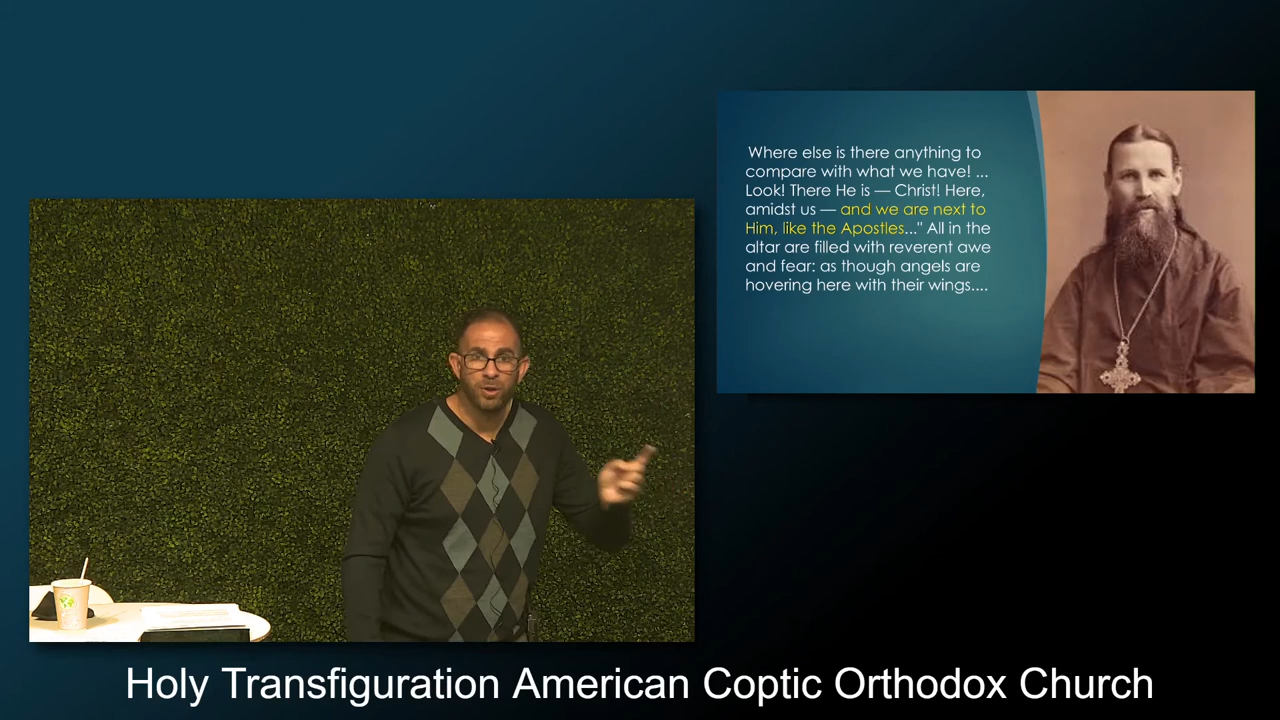 Where else is there anything to
compare with what we have! ...
Look! There He is — Christ! Here,
amidst us — and we are next to
Him, like the Apostles..." All in the
altar are filled with reverent awe
and fear: as though angels are
hovering here with their wings....
Holy Transfiguration American Coptic Orthodox Church